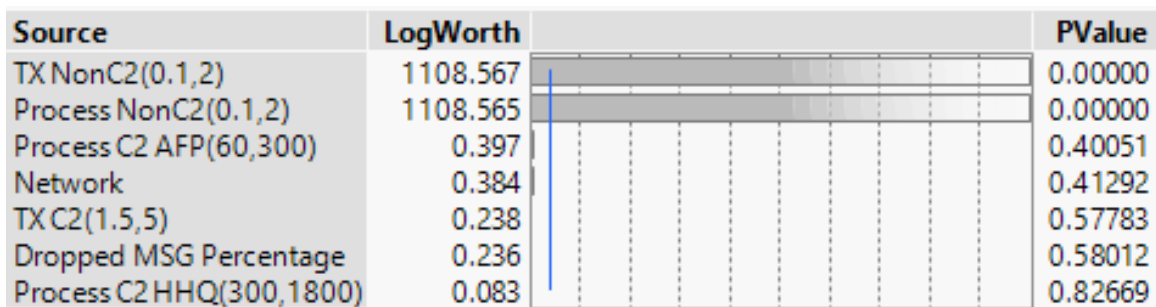 Source LogWorth PValue
TX NonC2(0.1,2) 1108.567 0.00000
Process NonC2(0.1,2) 1108.565 0.00000
Process C2 AFP(60,300) 0.397 0.40051
Network 0.384 0.41292
TX C2(1.5,5) 0.238 0.57783
Dropped MSG Percentage 0.236 0.58012
Process C2 HHQ(300,1800) 0.083 0.82669